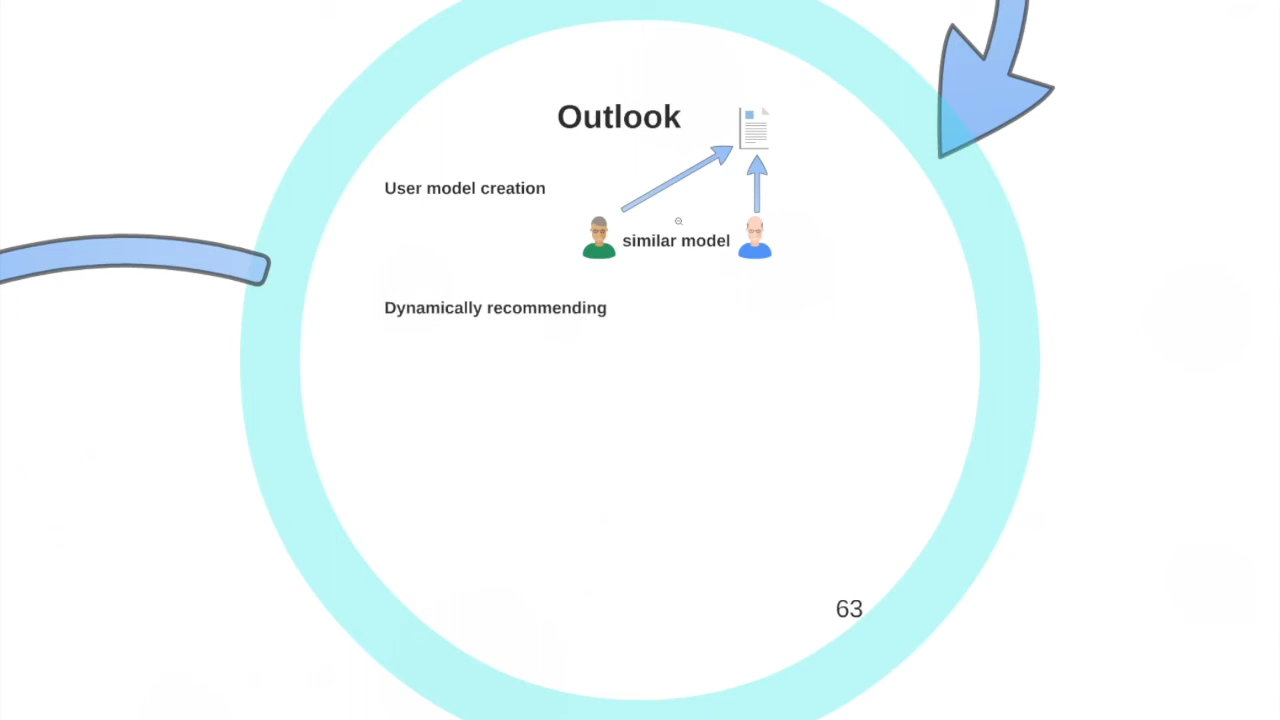 Outlook
User model creation
similar model
Dynamically recommending
63